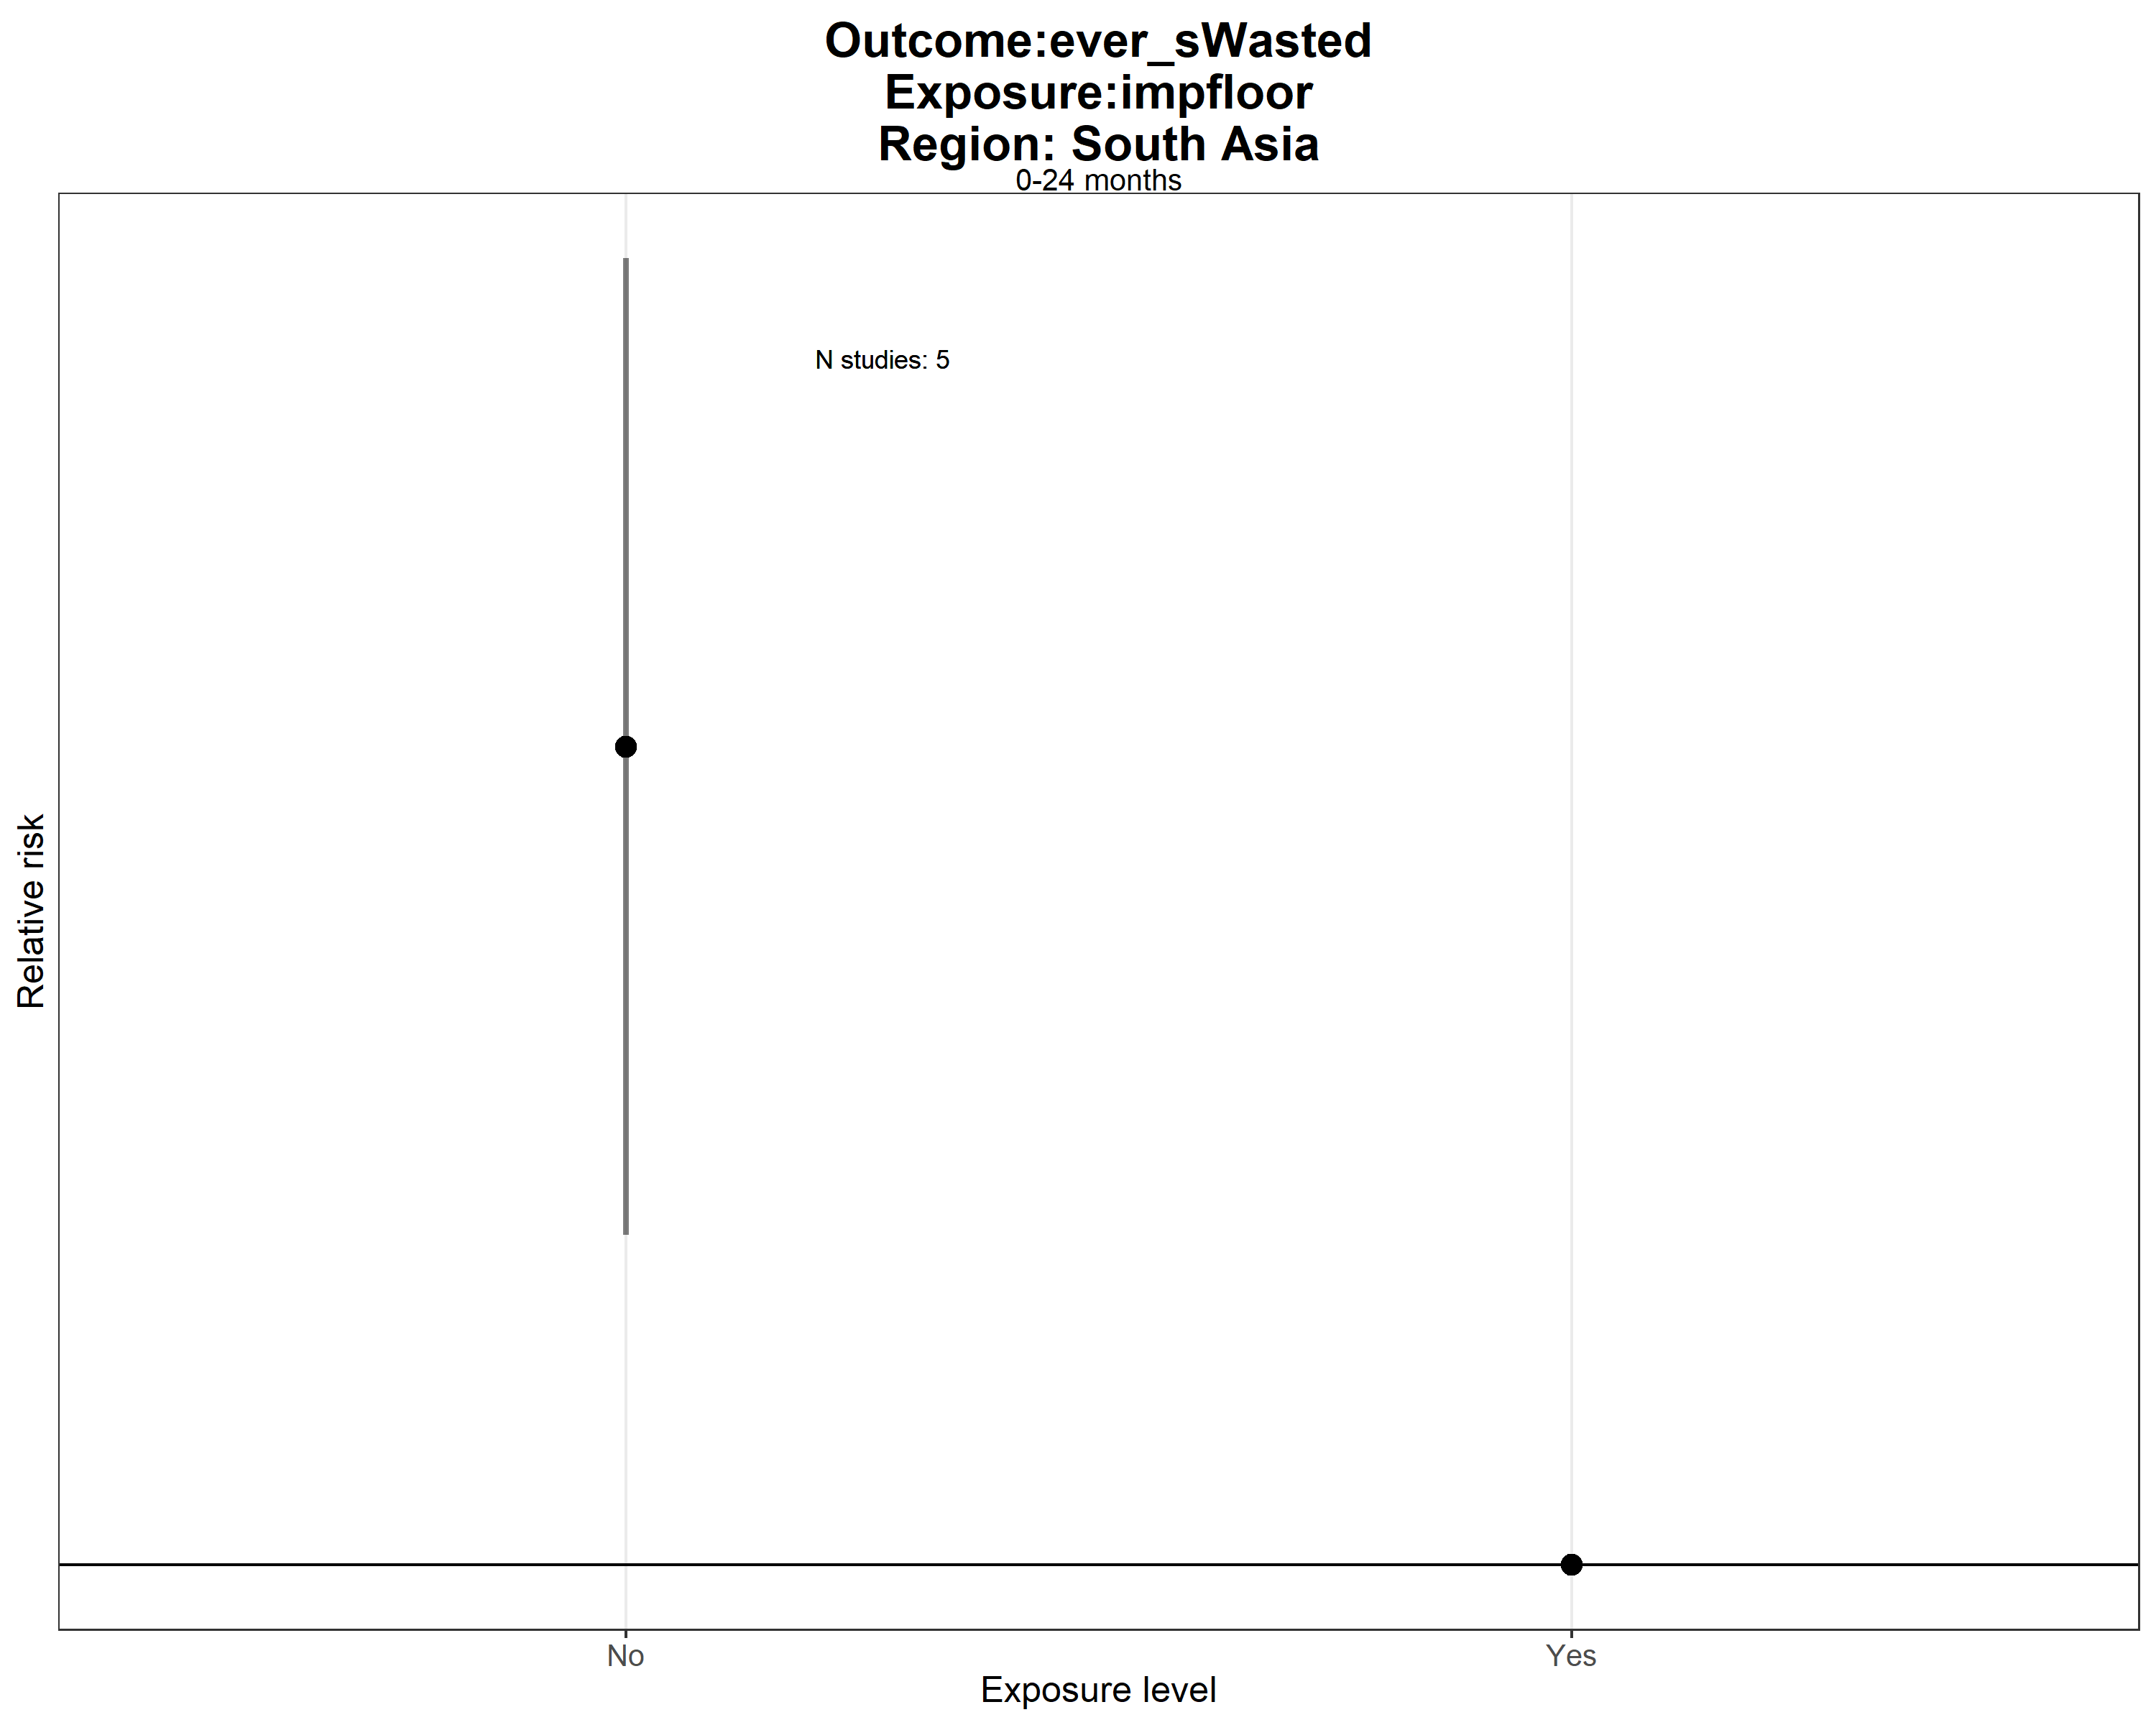 Outcome:ever_sWasted
Exposure:impfloor
Region: South Asia
0-24 months
N studies: 5
Relative risk
No
Yes
Exposure level